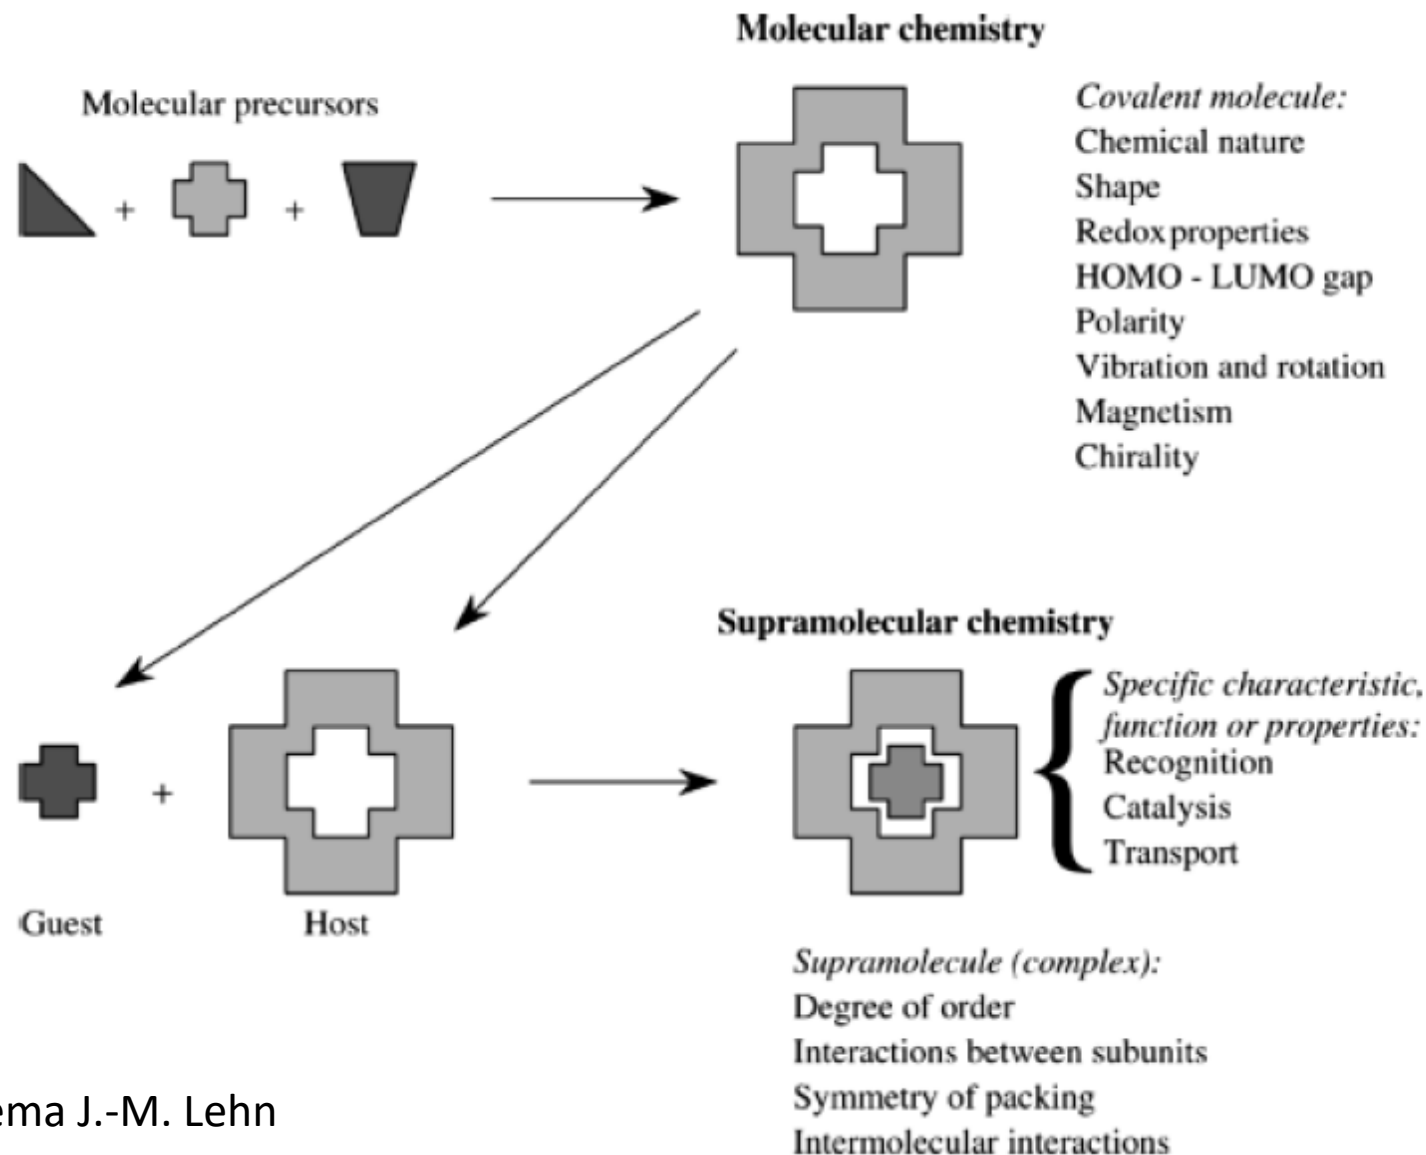 Molecular chemistry
Molecular precursors
+
+
Covalent molecule:
Chemical nature
Shape
Redox properties
HOMO - LUMO gap
Polarity
Vibration and rotation
Magnetism
Chirality
Supramolecular chemistry
+
Guest
Host
Specific characteristic,
function or properties:
Recognition
Catalysis
Transport
Supramolecule (complex):
Degree of order
Interactions between subunits
Symmetry of packing
Intermolecular interactions
J.-M. Lehn